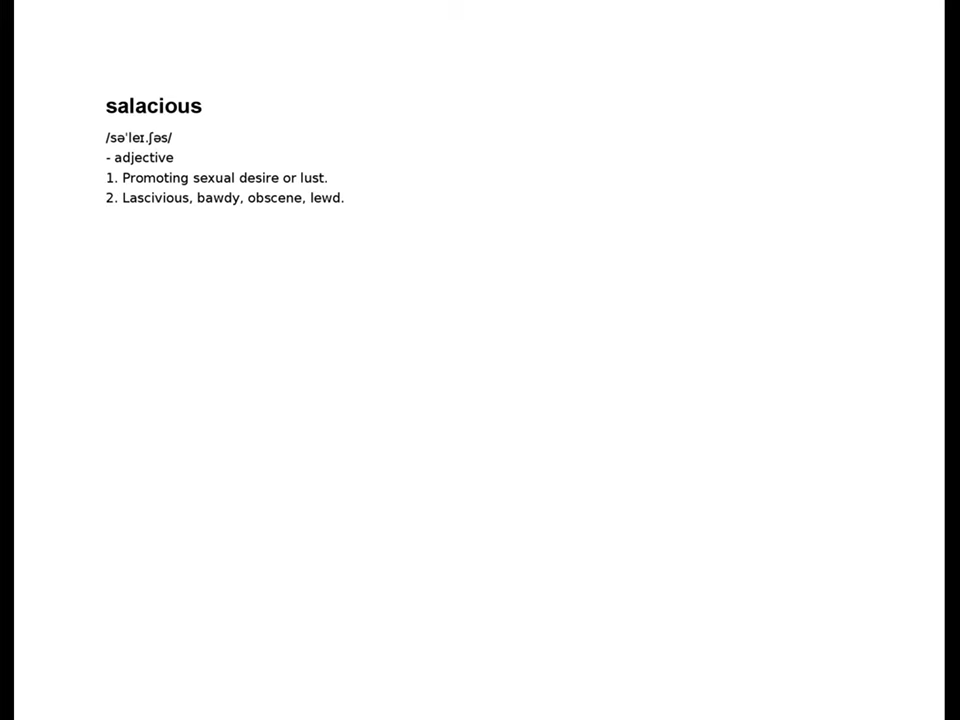 salacious
/səˈleɪ.ʃəs/
- adjective
1. Promoting sexual desire or lust.
2. Lascivious, bawdy, obscene, lewd.